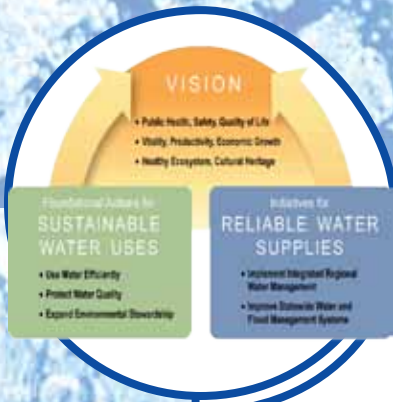 VISION
• Public Health, Safety, Quality of Life
• Vitality, Productivity, Economic Growth
• Healthy Ecosystem, Cultural Heritage
Foundational Actions for
SUSTAINABLE
WATER USES
• Use Water Efficiently
• Protect Water Quality
• Expand Environmental Stewardship
Initiatives for
RELIABLE WATER
SUPPLIES
• Implement Integrated Regional
Water Management
• Improve Statewide Water and
Flood Management Systems